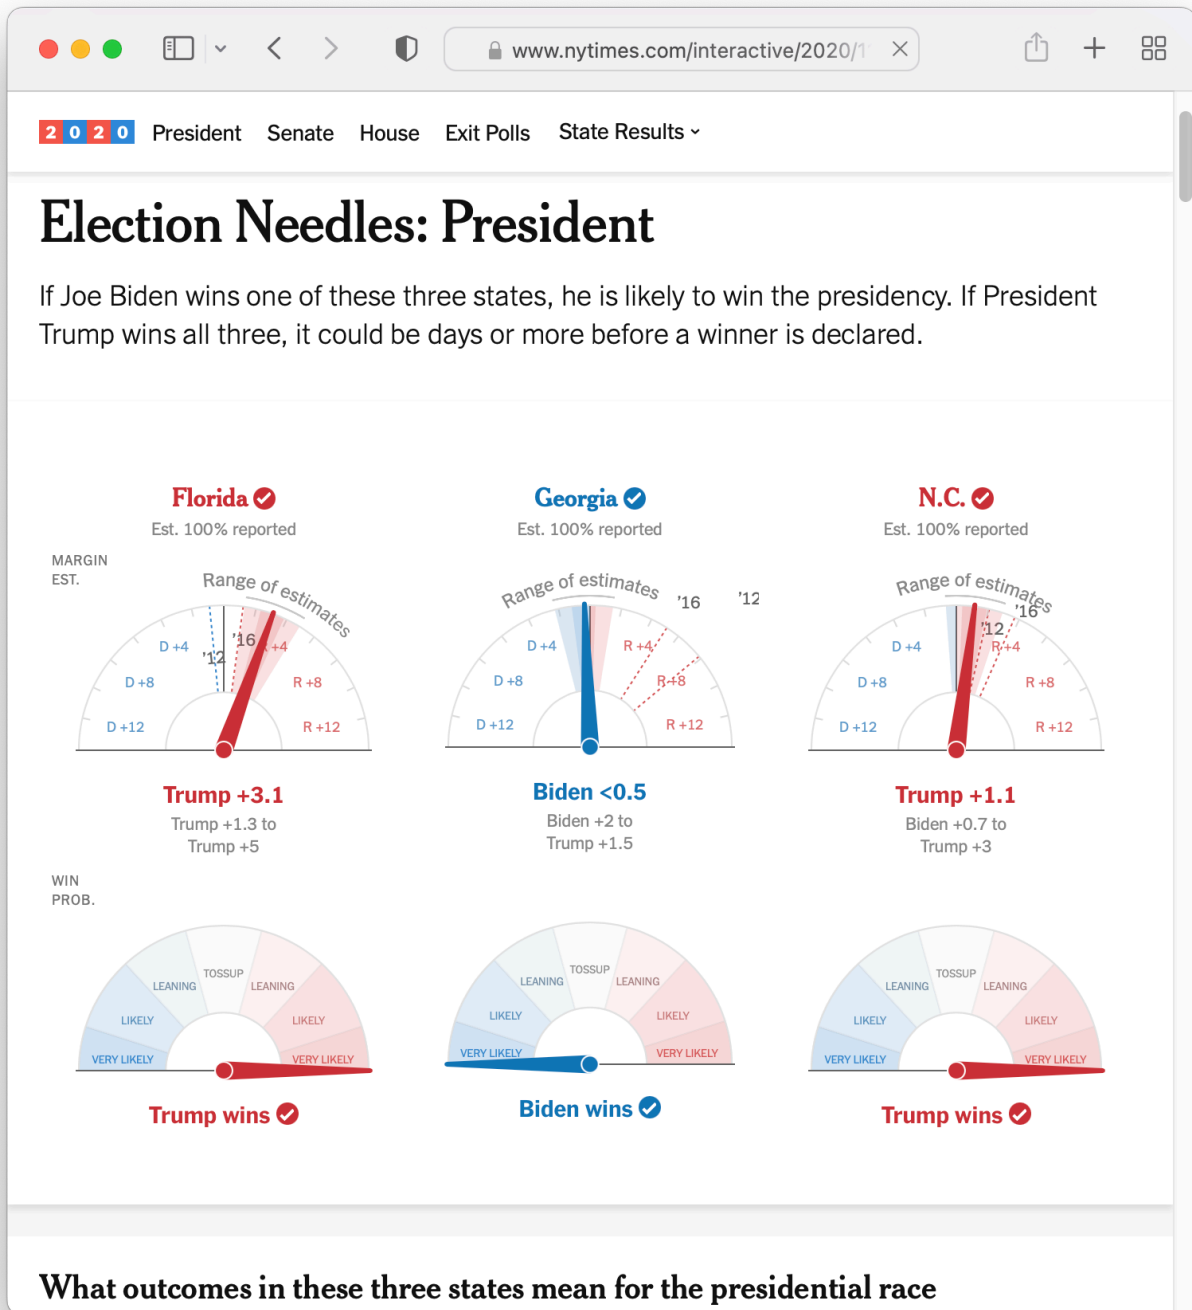 www.nytimes.com/interactive/2020/1
2020 President Senate House Exit Polls State Results
Election Needles: President
If Joe Biden wins one of these three states, he is likely to win the presidency. If President
Trump wins all three, it could be days or more before a winner is declared.
Florida
Est. 100% reported
MARGIN
EST.
Range of estimates
'12
'16
D +4
D +8
D +12
+4
R +8
R +12
Trump +3.1
Trump +1.3 to
Trump +5
Georgia
Est. 100% reported
Range of estimates
'16
'12
D +4
D +8
D +12
R +4
R +8
R +12
Biden <0.5
Biden +2 to
Trump +1.5
N.C.
Est. 100% reported
Range of estimates
'16
'12
D +4
D +8
D +12
R +4
R +8
R +12
Trump +1.1
Biden +0.7 to
Trump +3
WIN
PROB.
VERY LIKELY
LIKELY
LEANING
TOSSUP
LEANING
LIKELY
VERY LIKELY
Trump wins
VERY LIKELY
LIKELY
LEANING
TOSSUP
LEANING
LIKELY
VERY LIKELY
Biden wins
VERY LIKELY
LIKELY
LEANING
TOSSUP
LEANING
LIKELY
VERY LIKELY
Trump wins
What outcomes in these three states mean for the presidential race